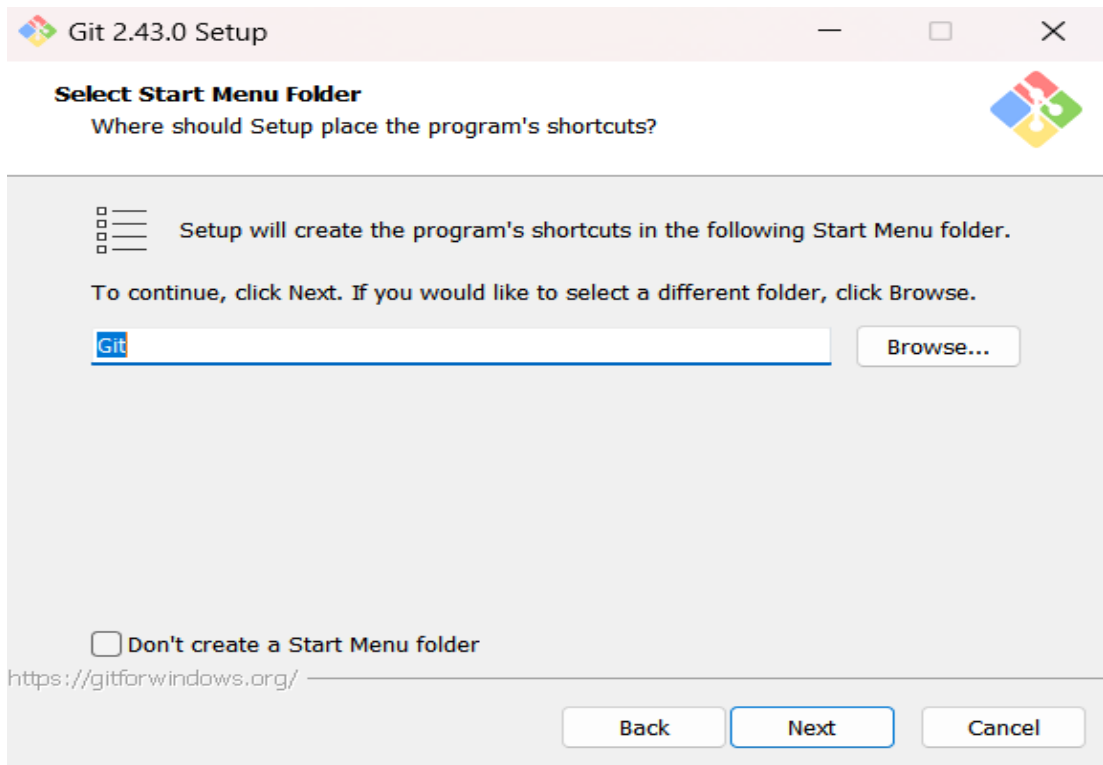 Git 2.43.0 Setup
Select Start Menu Folder
Where should Setup place the program's shortcuts?
Setup will create the program's shortcuts in the following Start Menu folder.
To continue, click Next. If you would like to select a different folder, click Browse.
Git
Browse...
Don't create a Start Menu folder
https://gitforwindows.org/
Back
Next
Cancel